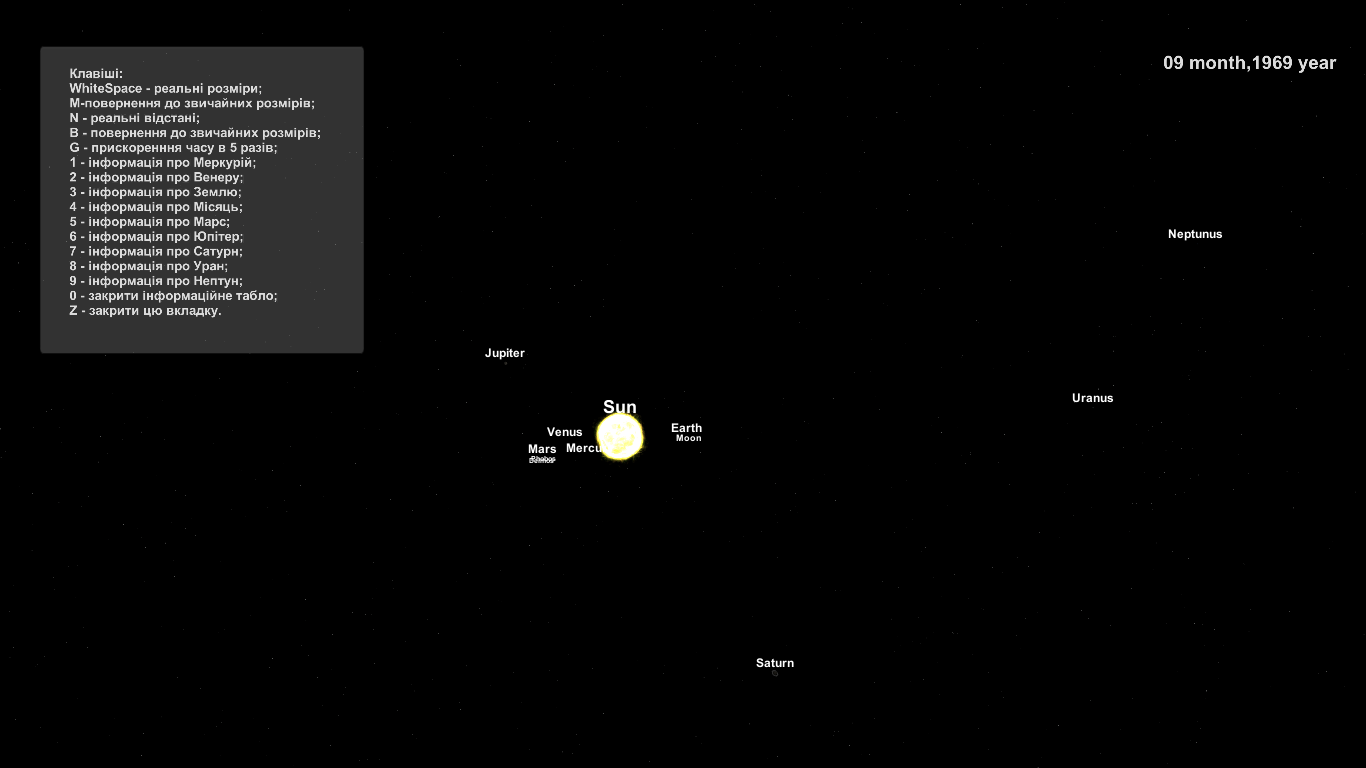 Клавіші:
WhiteSpace - реальні розміри;
M-повернення до звичайних розмірів;
N - реальні відстані;
B - повернення до звичайних розмірів;
G - прискоренння часу в 5 разів;
1 - інформація про Меркурій;
2 - інформація про Венеру;
3 - інформація про Землю;
4 - інформація про Місяць;
5 - інформація про Марс;
6 - інформація про Юпітер;
7 - інформація про Сатурн;
8 - інформація про Уран;
9 - інформація про Нептун;
0 - закрити інформаційне табло;
Z - закрити цю вкладку.
09 month,1969 year
Neptunus
Jupiter
Uranus
Sun
Venus
Earth
Moon
Mars
Mercu
Phobos
Deimos
Saturn